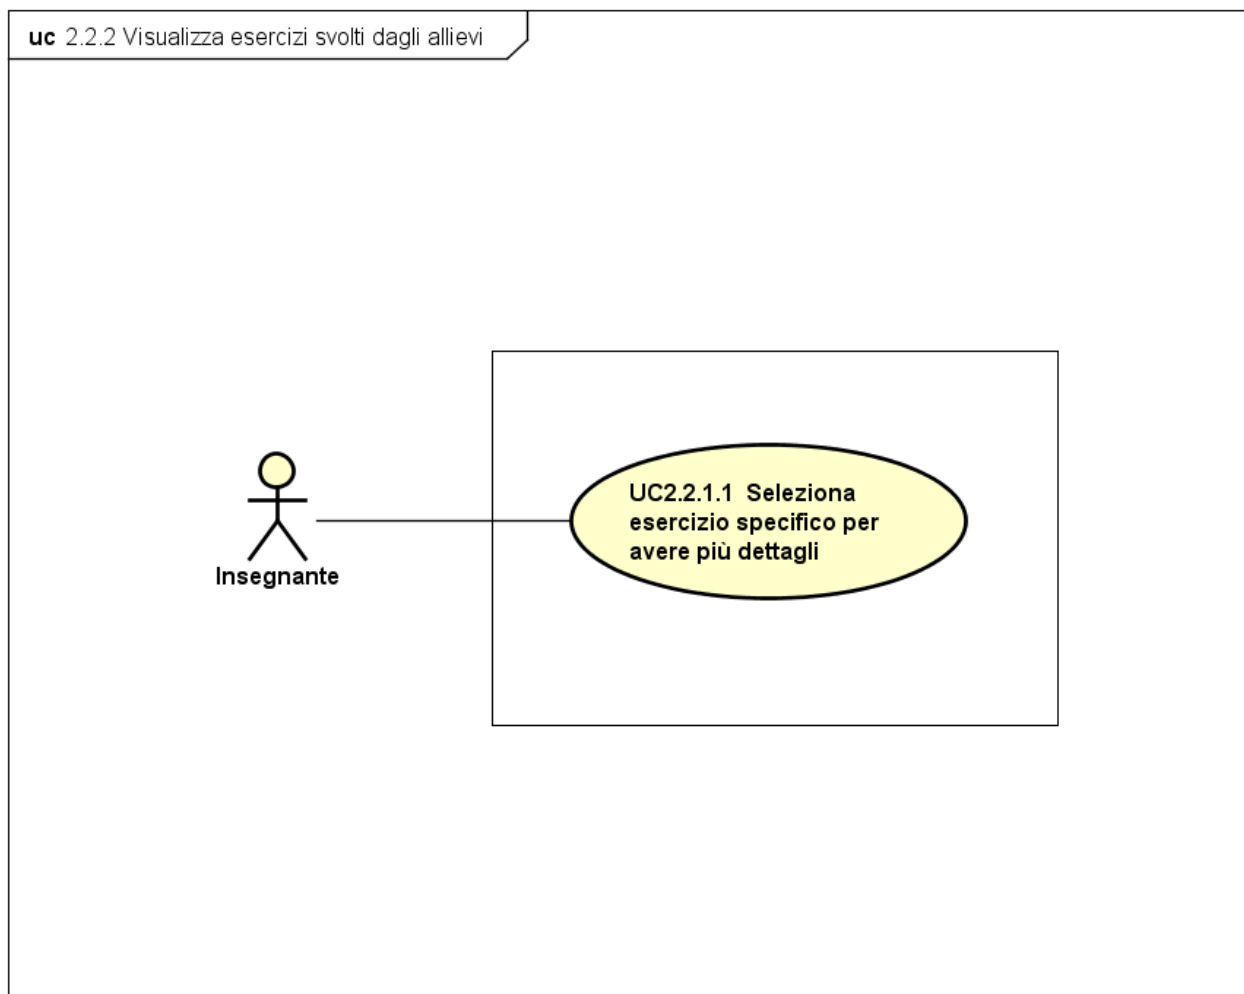 uc 2.2.2 Visualizza esercizi svolti dagli allievi
UC2.2.1.1 Seleziona
esercizio specifico per
avere più dettagli
Insegnante